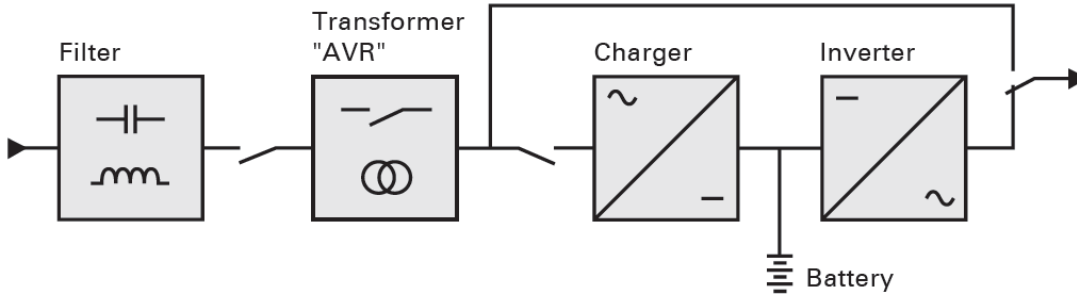 Filter
Transformer
"AVR"
Charger
Inverter
Battery